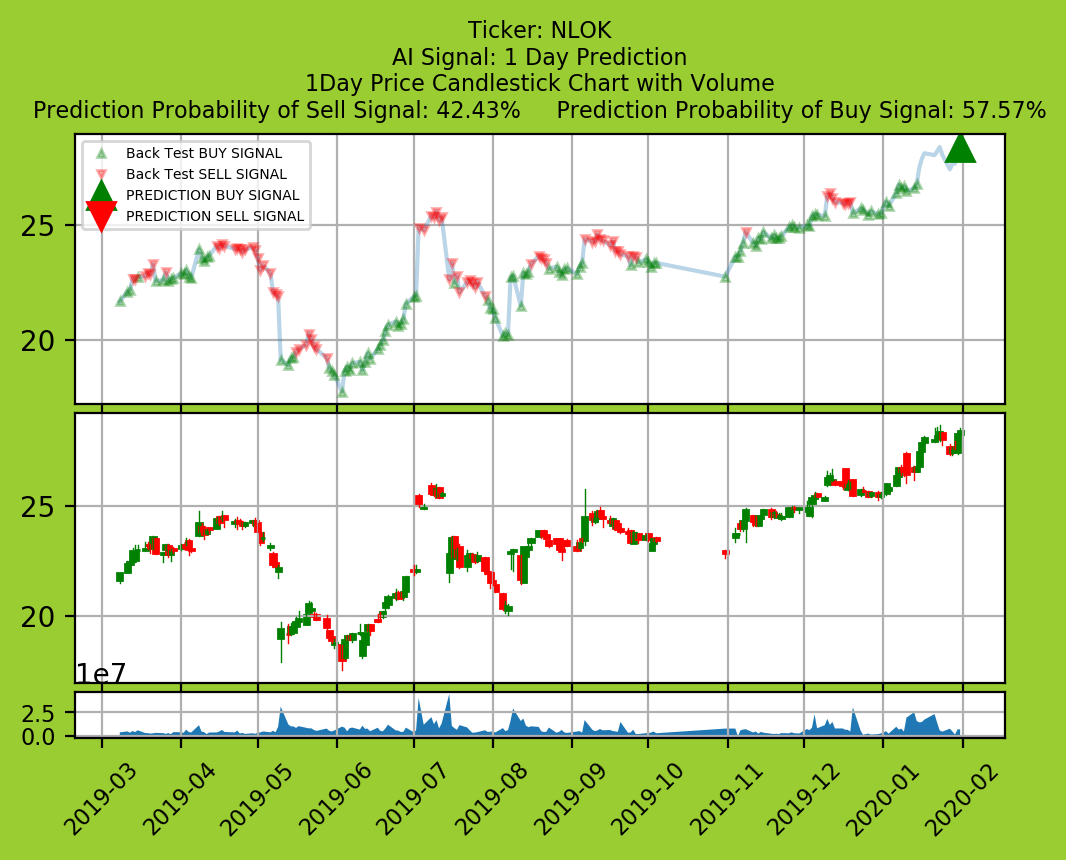 Ticker: NLOK
AI Signal: 1 Day Prediction
1Day Price Candlestick Chart with Volume
Prediction Probability of Sell Signal: 42.43%     Prediction Probability of Buy Signal: 57.57%
Back Test BUY SIGNAL
Back Test SELL SIGNAL
PREDICTION BUY SIGNAL
PREDICTION SELL SIGNAL
25
20
25
20
1e7
2.5
0.0
2019-03
2019-04
2019-05
2019-06
2019-07
2019-08
2019-09
2019-10
2019-11
2019-12
2020-01
2020-02